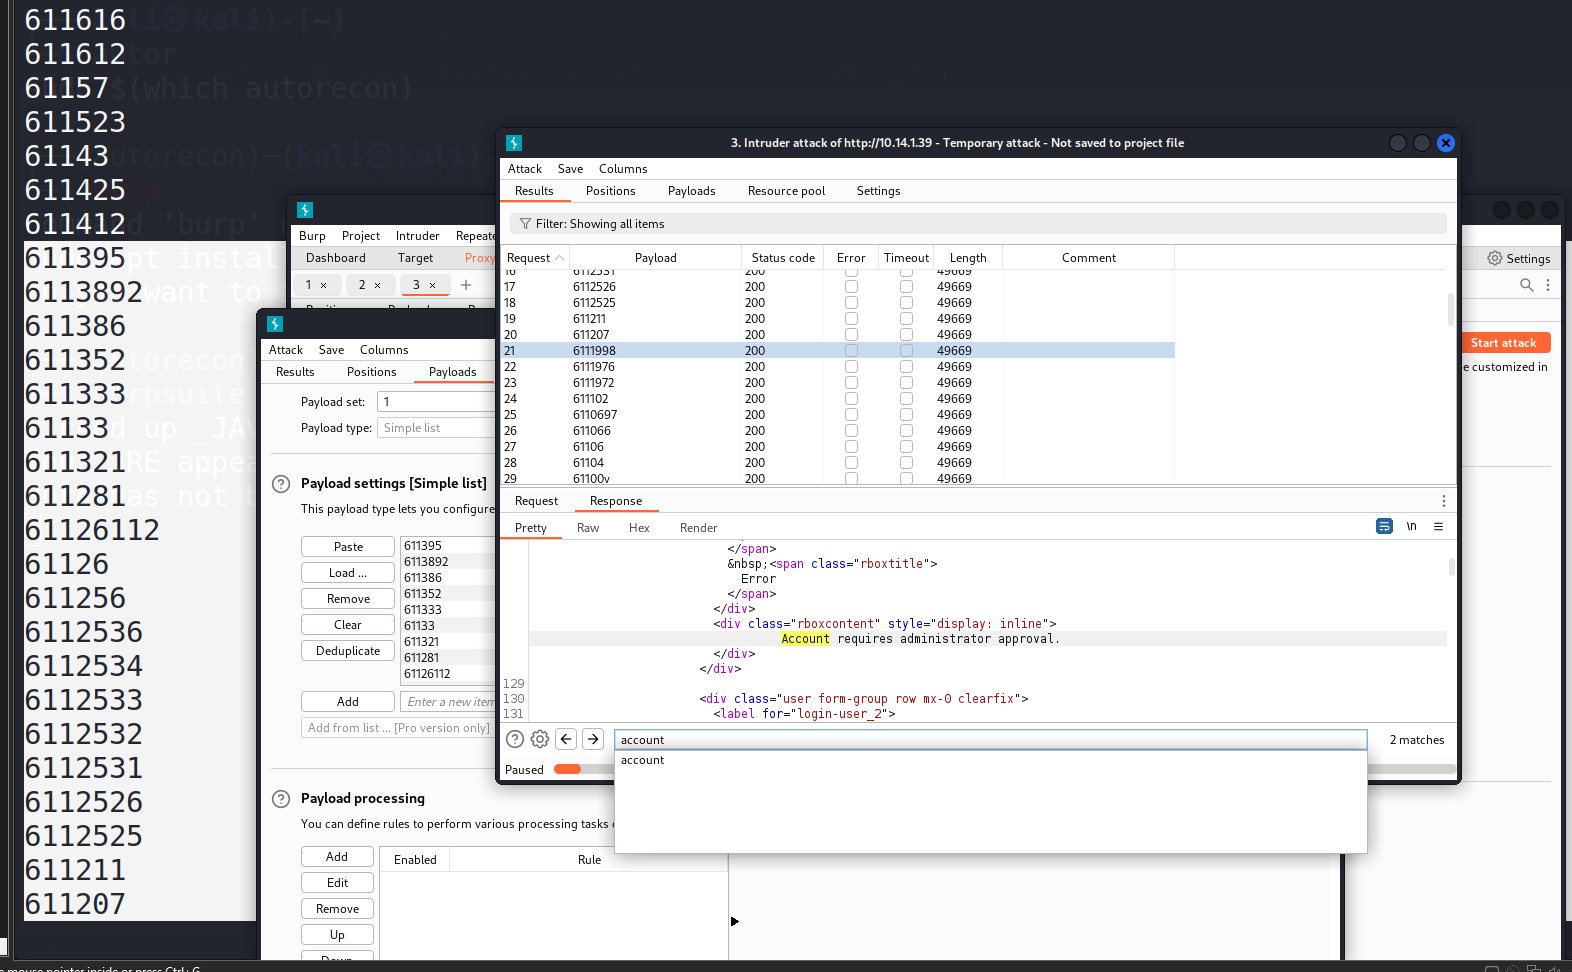 611616
611612
61157
611523
61143
611425
611412
611395
6113892
611386
611352
611333
61133
611321
611281
61126112
61126
611256
6112536
6112534
6112533
6112532
6112531
6112526
6112525
611211
611207
kali)-[~]
$(which autorecon)
Burp Project Intruder Repeate
Dashboard Target Proxy
1 × 2 × 3 × +
Settings
Start attack
e customized in
Attack Save Columns
Results Positions Payloads
Payload set: 1
Payload type: Simple list
Payload settings [Simple list]
This payload type lets you configure
Paste
Load ...
Remove
Clear
Deduplicate
611395
6113892
611386
611352
611333
61133
611321
611281
61126112
Add Enter a new item
Add from list ... [Pro version only]
Payload processing
You can define rules to perform various processing tasks
Add
Edit
Remove
Up
Down
Enabled Rule
3. Intruder attack of http://10.14.1.39 - Temporary attack - Not saved to project file
Attack Save Columns
Results Positions Payloads Resource pool Settings
Filter: Showing all items
Request Payload Status code Error Timeout Length Comment
16 6112531 200 49669
17 6112526 200 49669
18 6112525 200 49669
19 611211 200 49669
20 611207 200 49669
21 6111998 200 49669
22 6111976 200 49669
23 6111972 200 49669
24 611102 200 49669
25 6110697 200 49669
26 611066 200 49669
27 61106 200 49669
28 61104 200 49669
29 61100v 200 49669
Request Response
Pretty Raw Hex Render
\n
</span>
&nbsp;<span class="rboxtitle">
Error
</span>
</div>
<div class="rboxcontent" style="display: inline">
Account requires administrator approval.
</div>
</div>
129
130 <div class="user form-group row mx-0 clearfix">
131 <label for="login-user_2">
account
2 matches
account
Paused
e mouse pointer inside or press Ctrl+G.